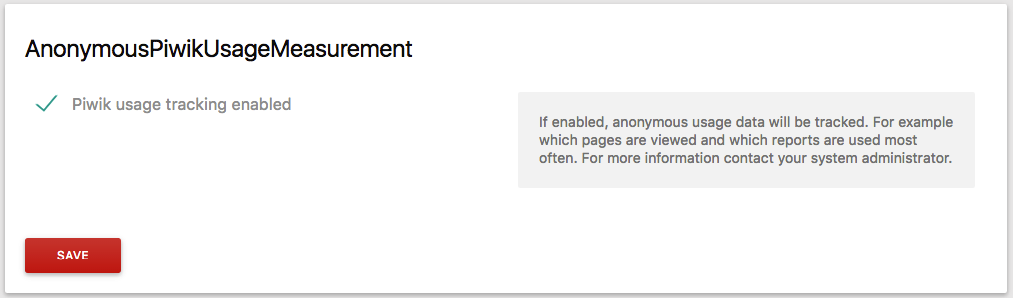 AnonymousPiwikUsageMeasurement
Piwik usage tracking enabled
If enabled, anonymous usage data will be tracked. For example
which pages are viewed and which reports are used most
often. For more information contact your system administrator.
SAVE